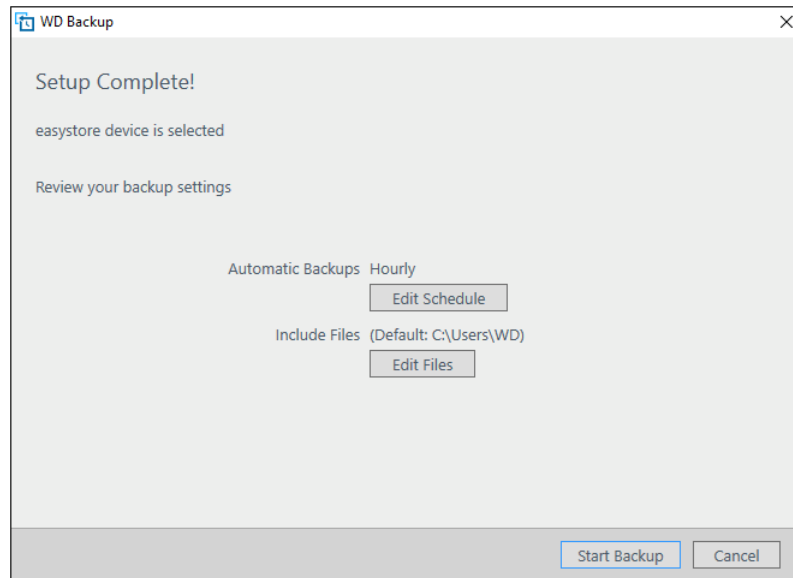 WD Backup
Setup Complete!
easystore device is selected
Review your backup settings
Automatic Backups Hourly
Edit Schedule
Include Files (Default: C:\Users\WD)
Edit Files
Start Backup Cancel